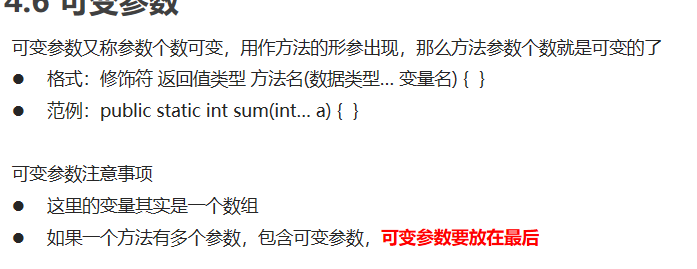 4.6 可变参数
可变参数又称参数个数可变，用作方法的形参出现，那么方法参数个数就是可变的了
● 格式：修饰符 返回值类型 方法名(数据类型… 变量名) { }
● 范例：public static int sum(int… a) { }
可变参数注意事项
● 这里的变量其实是一个数组
● 如果一个方法有多个参数，包含可变参数，可变参数要放在最后